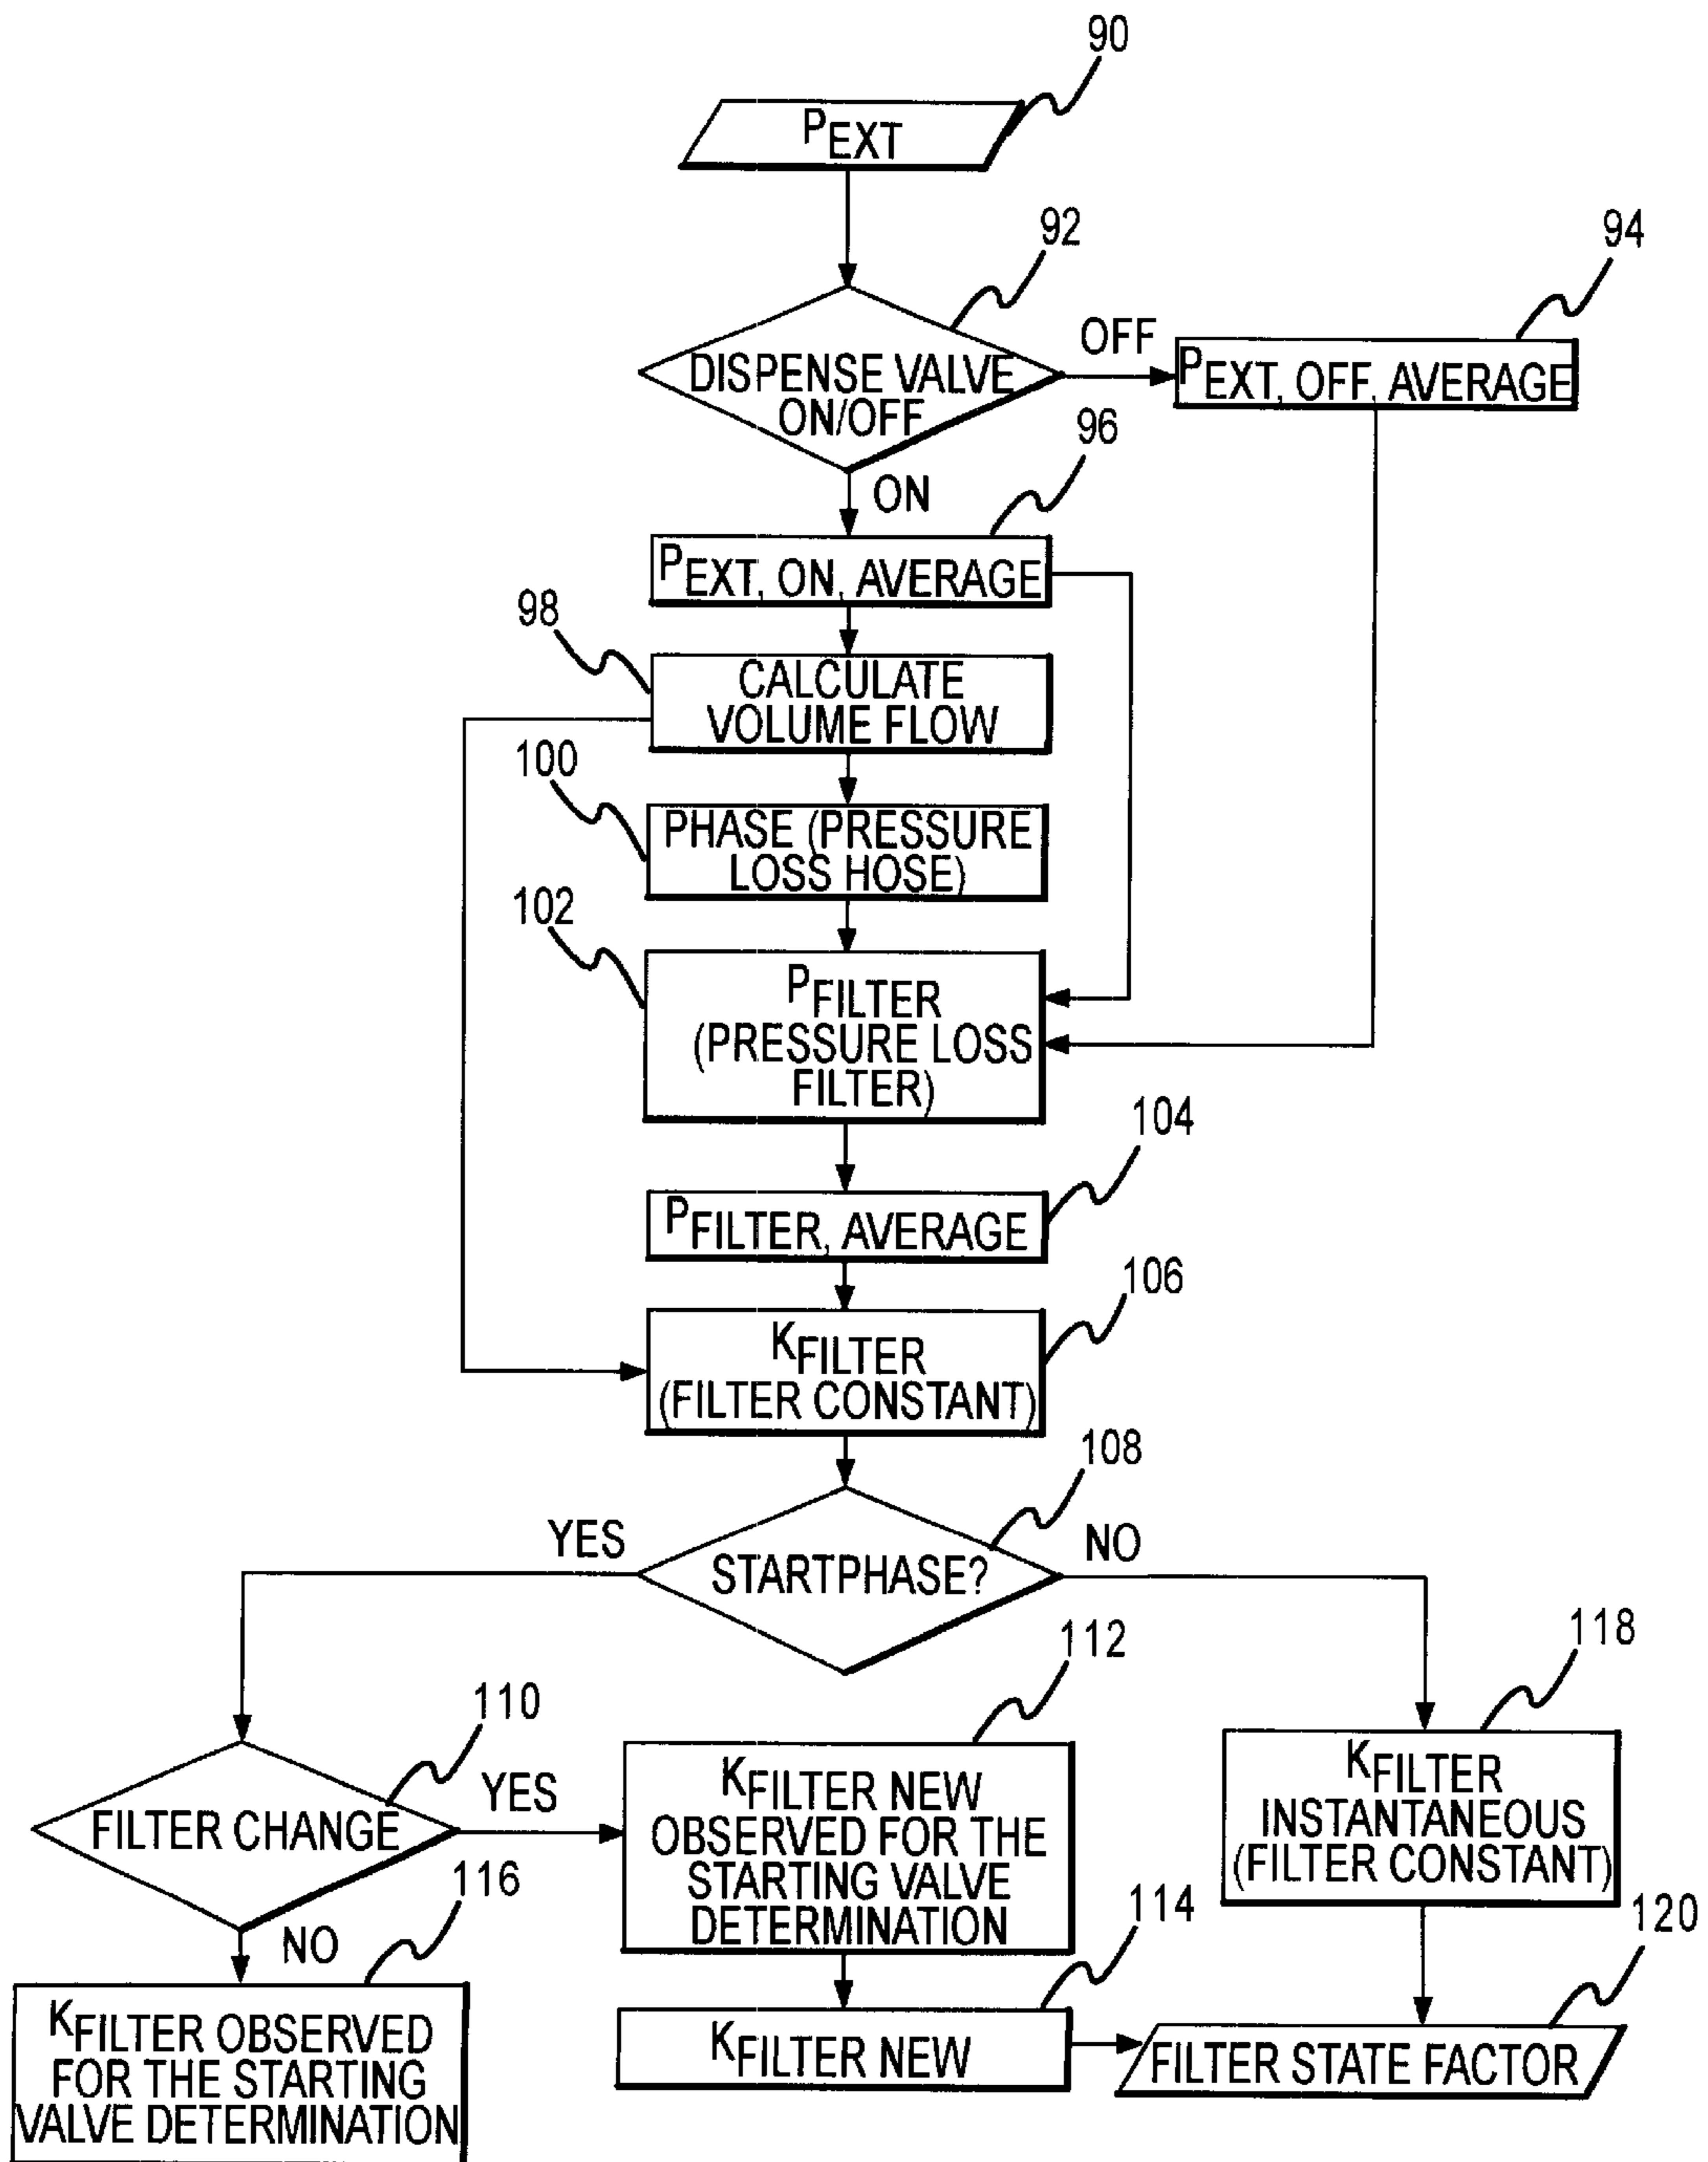 90
PEXT
92
94
DISPENSE VALVE
ON/OFF
OFF
PEXT, OFF, AVERAGE
96
ON
PEXT, ON, AVERAGE
98
CALCULATE
VOLUME FLOW
100
PHASE (PRESSURE
LOSS HOSE)
102
PFILTER
(PRESSURE LOSS
FILTER)
104
PFILTER, AVERAGE
106
KFILTER
(FILTER CONSTANT)
108
YES
STARTPHASE?
NO
112
118
110
FILTER CHANGE
YES
KFILTER NEW
OBSERVED FOR THE
STARTING VALVE
DETERMINATION
KFILTER
INSTANTANEOUS
(FILTER CONSTANT)
116
NO
114
120
KFILTER OBSERVED
FOR THE STARTING
VALVE DETERMINATION
KFILTER NEW
FILTER STATE FACTOR